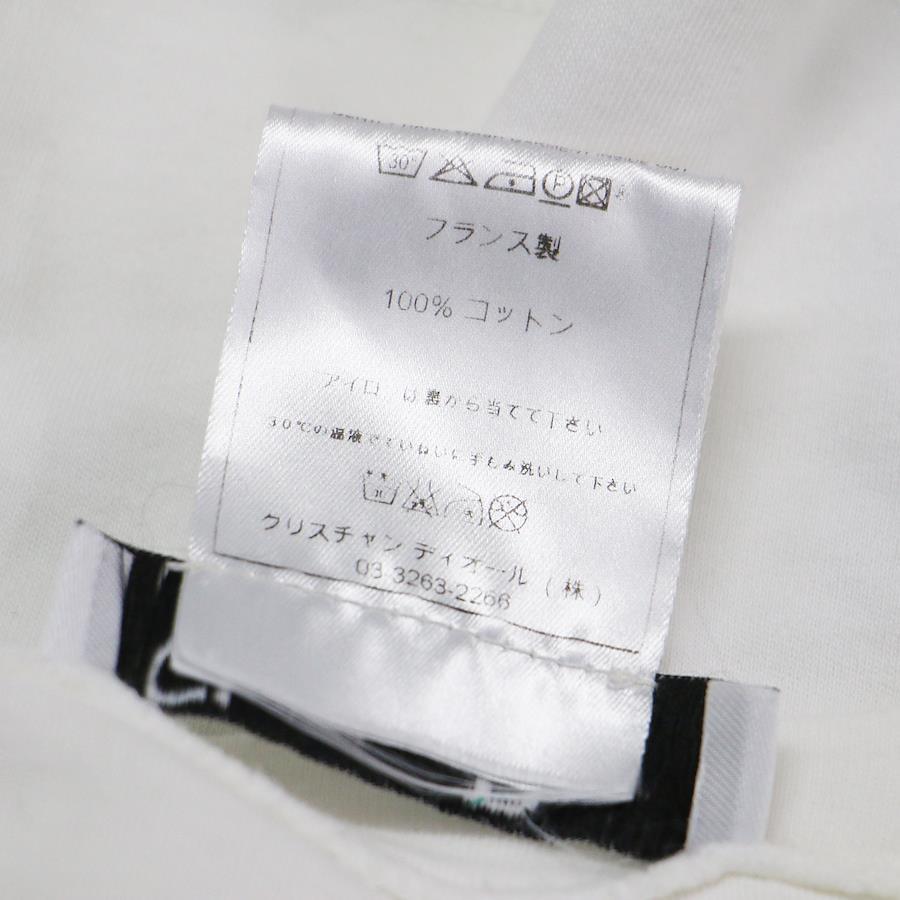 30°
P
フランス製
100% コットン
アイロ は裏から当てて下さい
30℃の温液でていねいに手もみ洗いして下さい
クリスチャン ディオール (株)
03 3263-2266